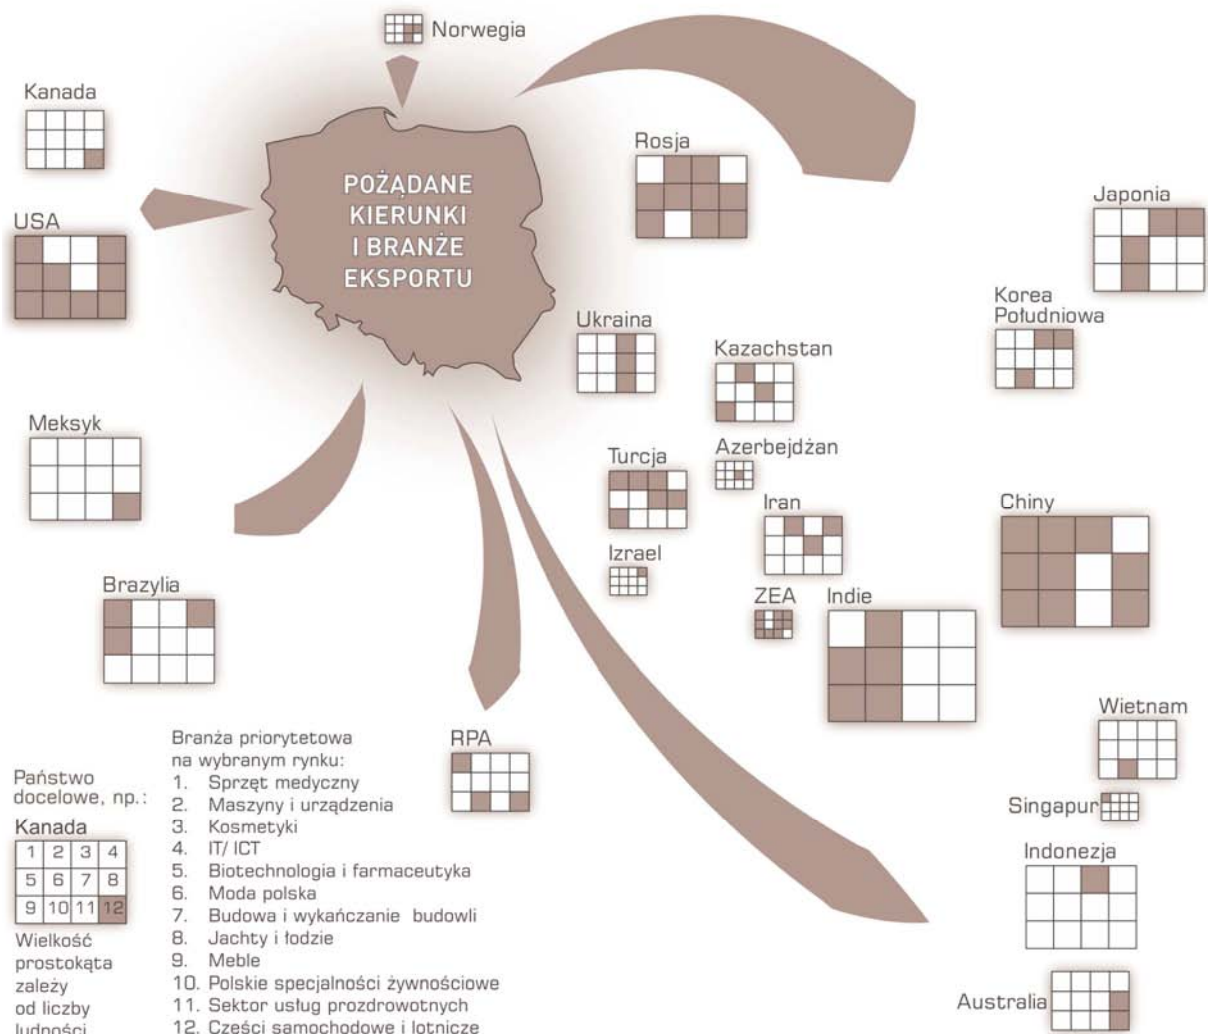 Norwegia
Kanada
USA
POŻĄDANE
KIERUNKI
I BRANŻE
EKSPORTU
Rosja
Japonia
Korea
Południowa
Ukraina
Kazachstan
Meksyk
Turcja
Azerbejdżan
Iran
Chiny
Izrael
Brazylia
ZEA
Indie
RPA
Wietnam
Singapur
Indonezja
Australia
Państwo
docelowe, np.:
Kanada
1 2 3 4
5 6 7 8
9 10 11 12
Wielkość
prostokąta
zależy
od liczby
ludności
Branża priorytetowa
na wybranym rynku:
1. Sprzęt medyczny
2. Maszyny i urządzenia
3. Kosmetyki
4. IT/ ICT
5. Biotechnologia i farmaceutyka
6. Moda polska
7. Budowa i wykańczanie budowli
8. Jachty i łodzie
9. Meble
10. Polskie specjalności żywnościowe
11. Sektor usług prozdrowotnych
12. Części samochodowe i lotnicze